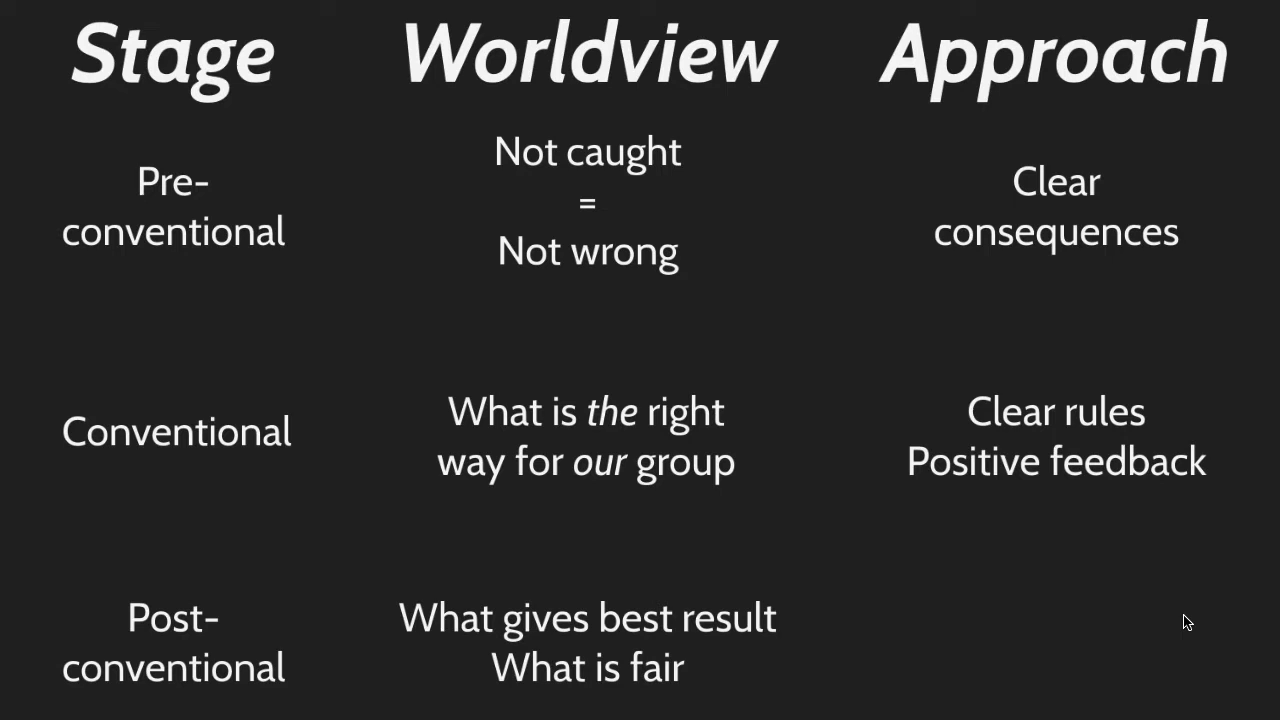 Stage Worldview Approach
Pre-
conventional
Not caught
=
Not wrong
Clear
consequences
Conventional
What is the right
way for our group
Clear rules
Positive feedback
Post-
conventional
What gives best result
What is fair